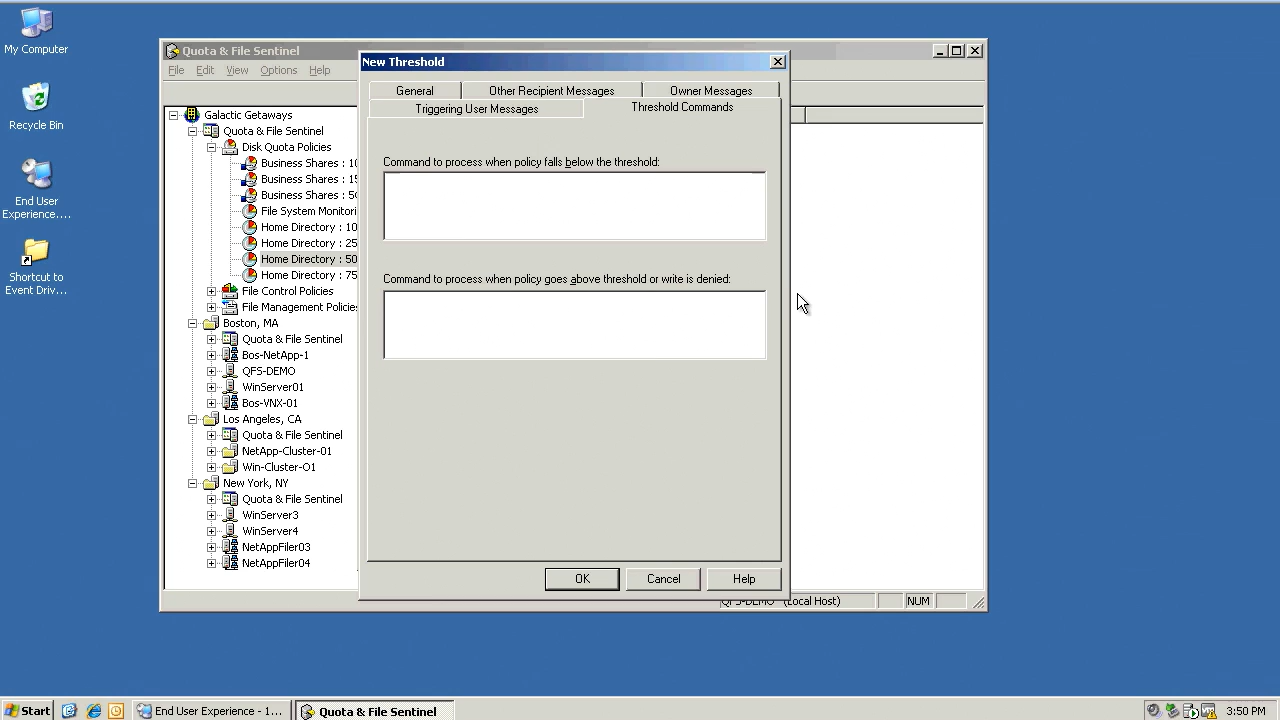 My Computer
Recycle Bin
End User
Experience....
Shortcut to
Event Driv...
Quota & File Sentinel
File Edit View Options Help
Galactic Getaways
Quota & File Sentinel
Disk Quota Policies
Business Shares : 10
Business Shares : 15
Business Shares : 50
File System Monitori
Home Directory : 10
Home Directory : 25
Home Directory : 50
Home Directory : 75
File Control Policies
File Management Policies
Boston, MA
Quota & File Sentinel
Bos-NetApp-1
QFS-DEMO
WinServer01
Bos-VNX-01
Los Angeles, CA
Quota & File Sentinel
NetApp-Cluster-01
Win-Cluster-O1
New York, NY
Quota & File Sentinel
WinServer3
WinServer4
NetAppFiler03
NetAppFiler04
New Threshold
General Other Recipient Messages Owner Messages
Triggering User Messages Threshold Commands
Command to process when policy falls below the threshold:
Command to process when policy goes above threshold or write is denied:
OK Cancel Help
QFS-DEMO (Local Host) NUM
Start End User Experience - 1... Quota & File Sentinel 3:50 PM